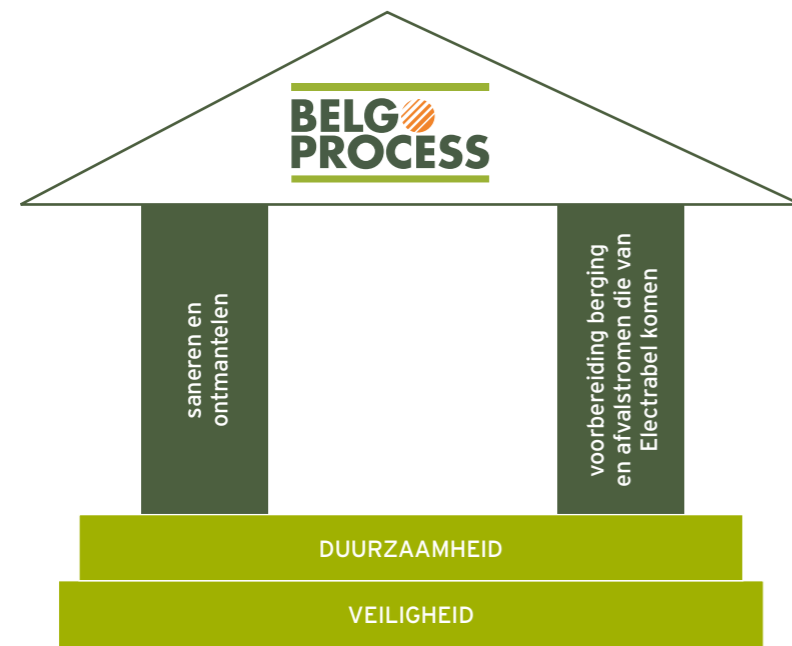 BELGO
PROCESS
saneren en
ontmantelen
voorbereiding berging
en afvalstromen die van
Electrabel komen
DUURZAAMHEID
VEILIGHEID